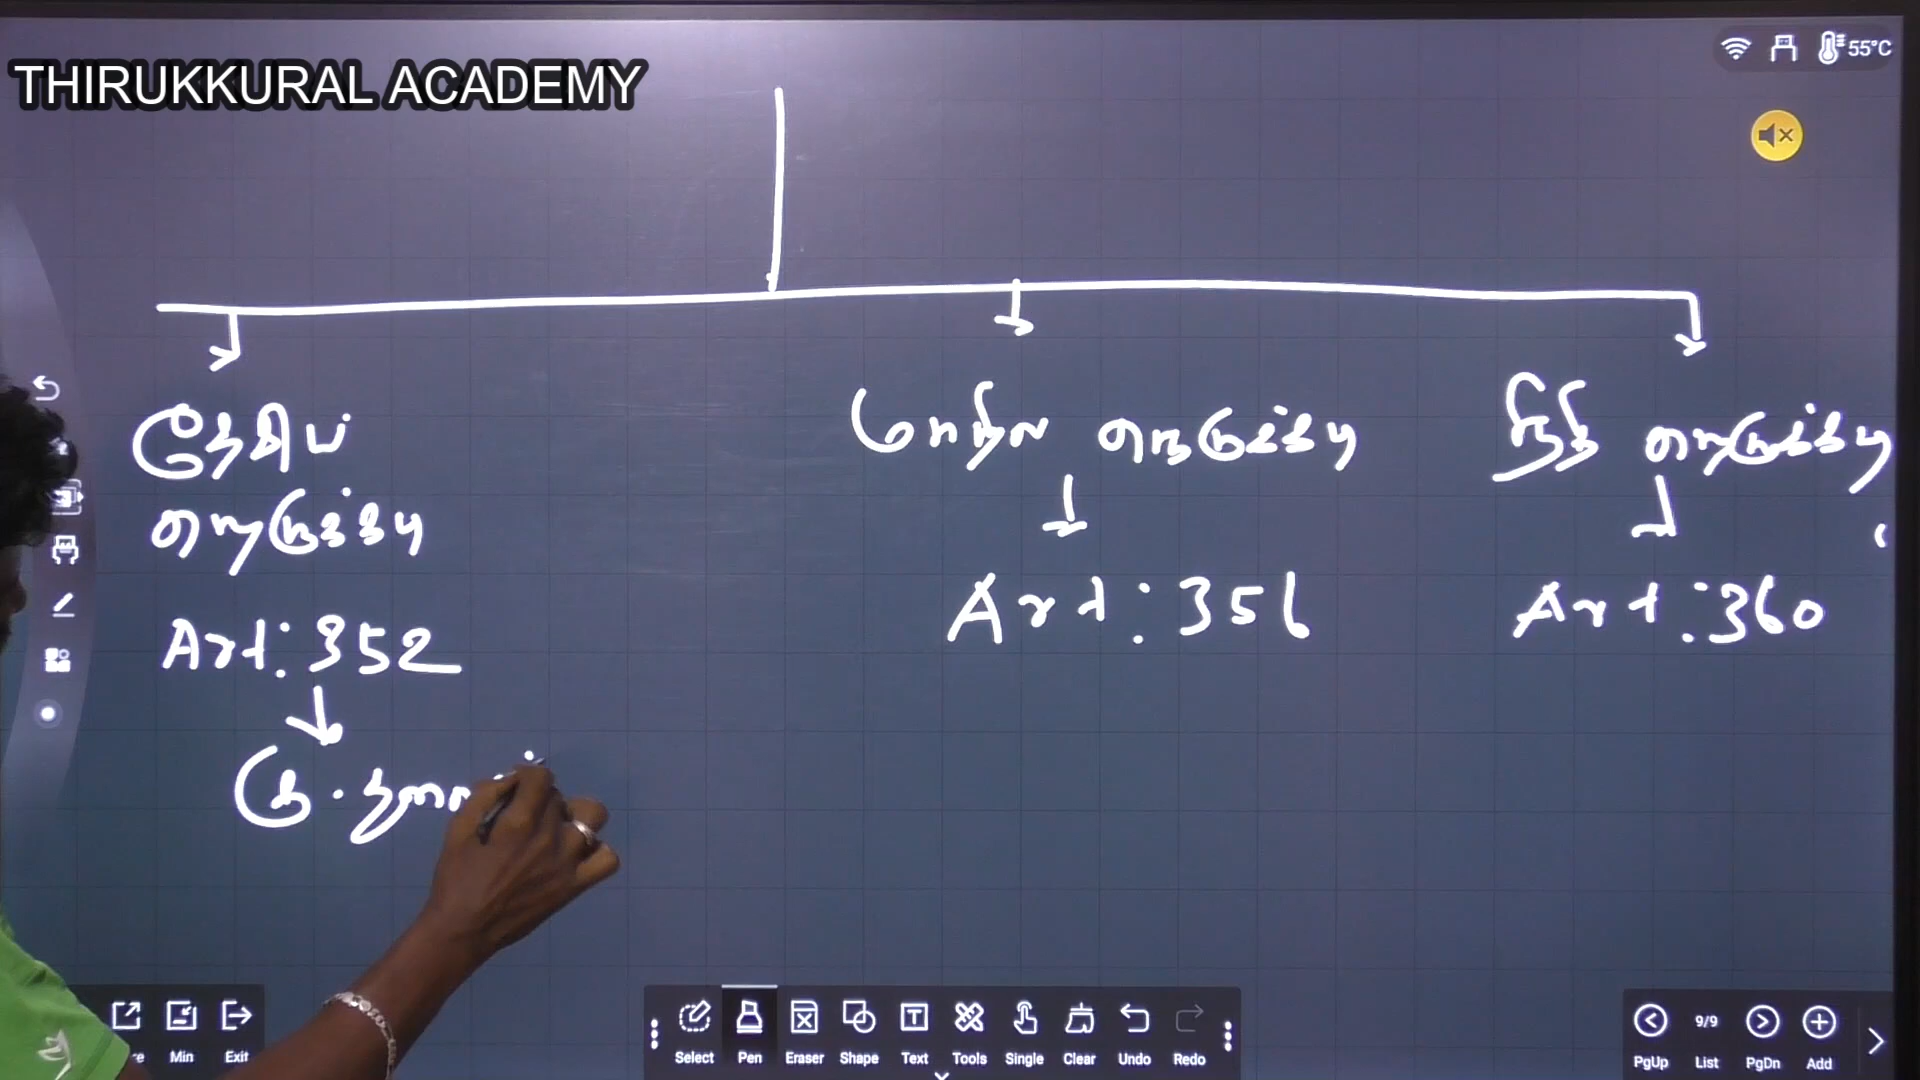 THIRUKKURAL ACADEMY
55°C
தேசிய
நெருக்கடி
Art: 352
மாநில நெருக்கடி
Art: 356
நிதி நெருக்கடி
Art: 360
கு.
Min
Exit
Select
Pen
Eraser
Shape
Text
Tools
Single
Clear
Undo
Redo
9/9
PgUp
List
PgDn
Add